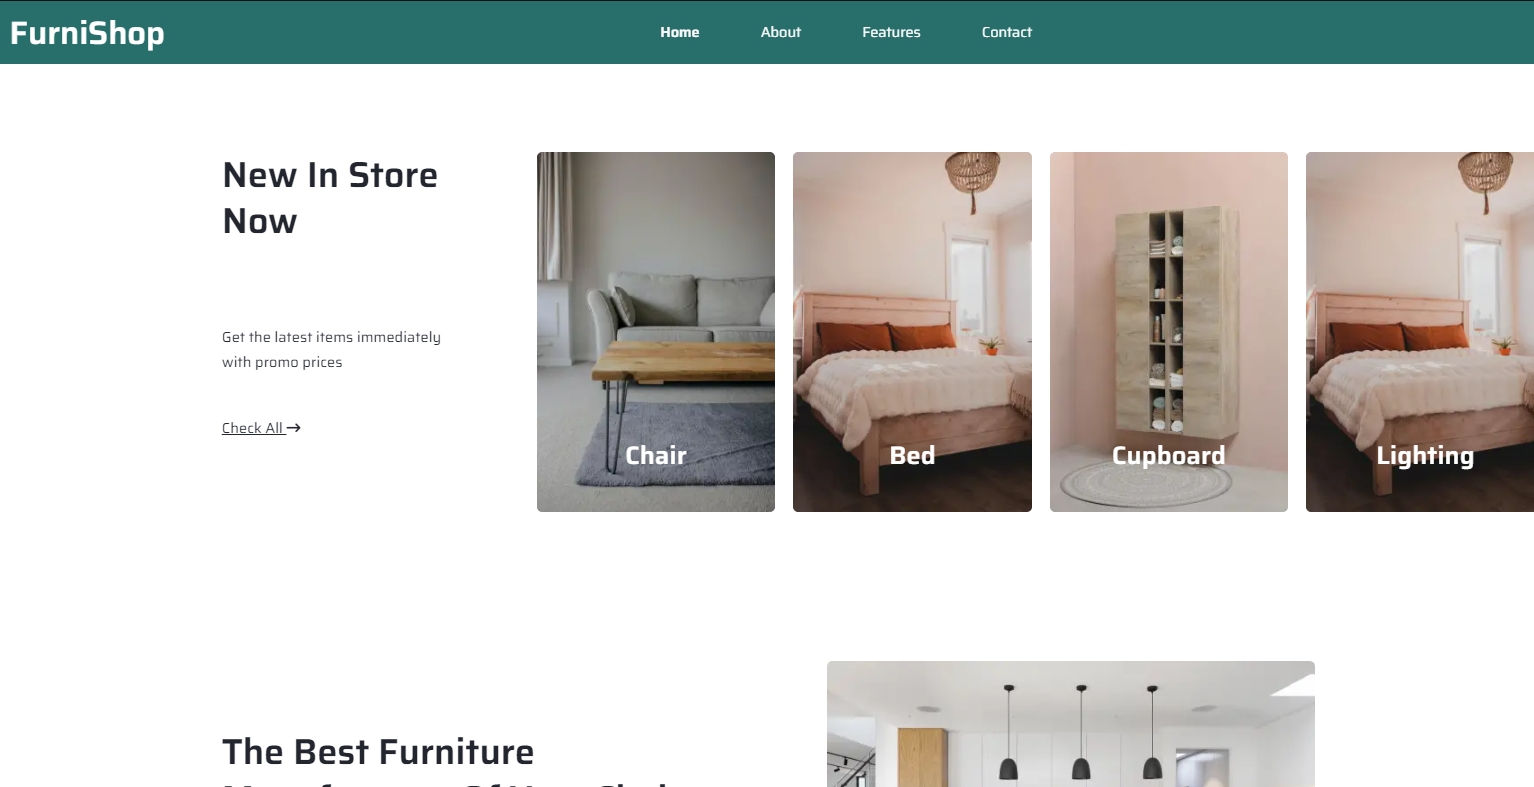 FurniShop
Home
About
Features
Contact
New In Store
Now
Get the latest items immediately
with promo prices
Check All →
Chair
Bed
Cupboard
Lighting
The Best Furniture